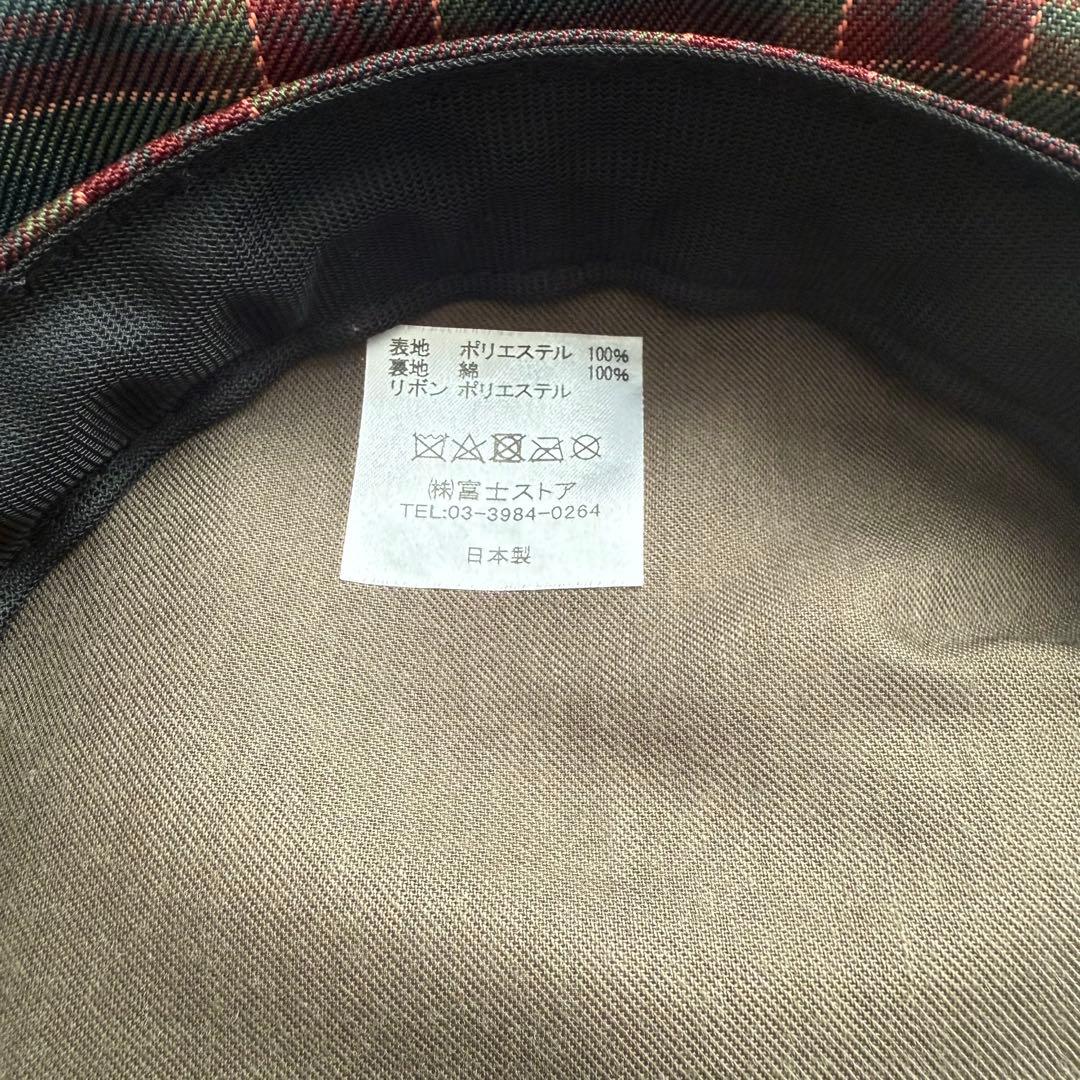 表地 ポリエステル 100%
裏地 綿 100%
リボン ポリエステル
㈱富士ストア
TEL:03-3984-0264
日本製